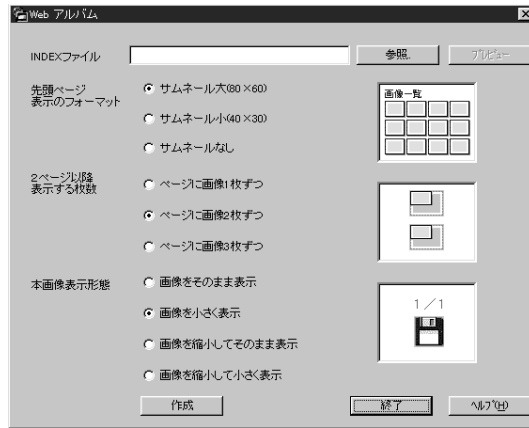 Web アルバム
INDEXファイル
参照.
ﾌﾟﾚﾋﾞｭｰ
先頭ページ
表示のフォーマット
サムネール大(80×60)
サムネール小(40×30)
サムネールなし
画像一覧
2ページ以降
表示する枚数
ページに画像1枚ずつ
ページに画像2枚ずつ
ページに画像3枚ずつ
本画像表示形態
画像をそのまま表示
画像を小さく表示
画像を縮小してそのまま表示
画像を縮小して小さく表示
1／1
作成
終了
ﾍﾙﾌﾟ(H)